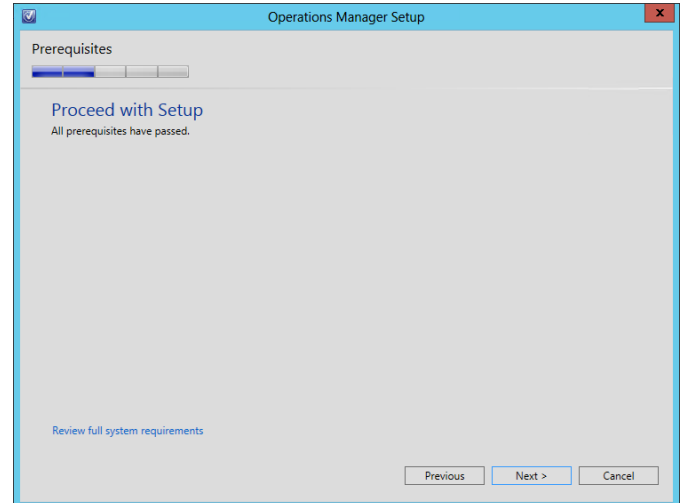 Operations Manager Setup
x
Prerequisites
Proceed with Setup
All prerequisites have passed.
Review full system requirements
Previous
Next >
Cancel